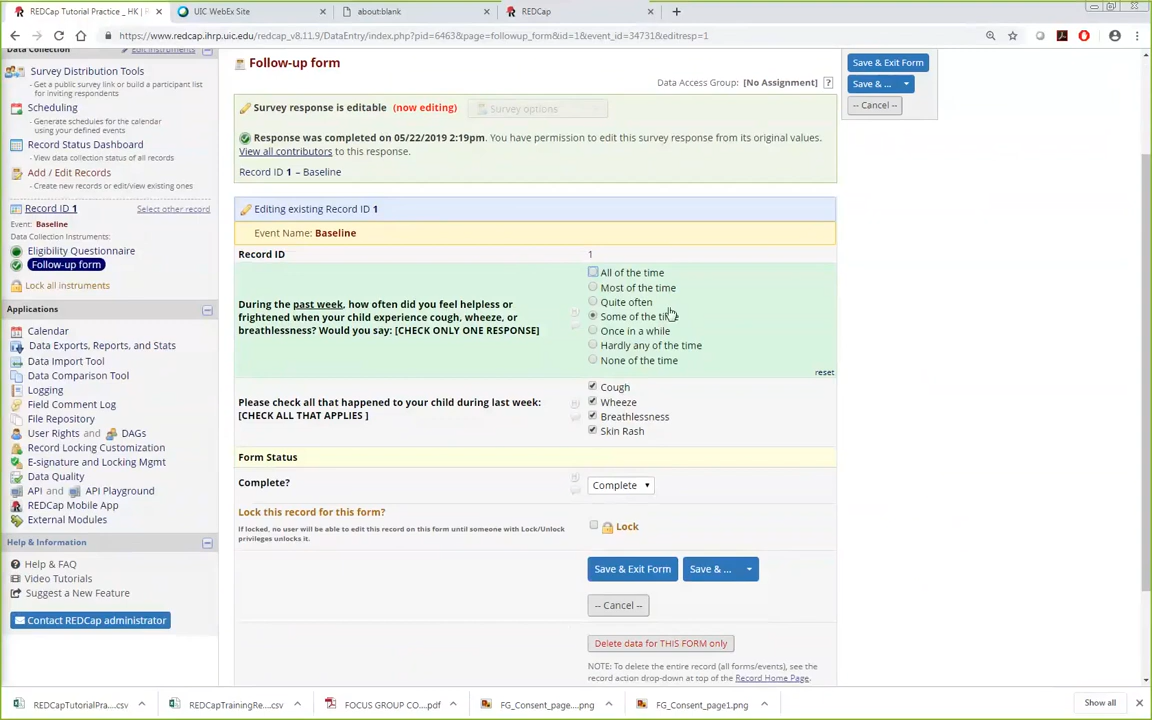 REDCap Tutorial Practice _ HK |
UIC WebEx Site
about:blank
REDCap
https://www.redcap.ihrp.uic.edu/redcap_v8.11.9/DataEntry/index.php?pid=6463&page=followup_form&id=1&event_id=34731&editresp=1
Data Collection
Edit instruments
Survey Distribution Tools
- Get a public survey link or build a participant list for inviting respondents
Scheduling
- Generate schedules for the calendar using your defined events
Record Status Dashboard
- View data collection status of all records
Add / Edit Records
- Create new records or edit/view existing ones
Record ID 1
Select other record
Event: Baseline
Data Collection Instruments:
Eligibility Questionnaire
Follow-up form
Lock all instruments
Applications
Calendar
Data Exports, Reports, and Stats
Data Import Tool
Data Comparison Tool
Logging
Field Comment Log
File Repository
User Rights and DAGs
Record Locking Customization
E-signature and Locking Mgmt
Data Quality
API and API Playground
REDCap Mobile App
External Modules
Help & Information
Help & FAQ
Video Tutorials
Suggest a New Feature
Contact REDCap administrator
Follow-up form
Data Access Group: [No Assignment] ?
Survey response is editable (now editing)
Survey options
Response was completed on 05/22/2019 2:19pm. You have permission to edit this survey response from its original values.
View all contributors to this response.
Record ID 1 – Baseline
Editing existing Record ID 1
Event Name: Baseline
Record ID
1
During the past week, how often did you feel helpless or
frightened when your child experience cough, wheeze, or
breathlessness? Would you say: [CHECK ONLY ONE RESPONSE]
All of the time
Most of the time
Quite often
Some of the time
Once in a while
Hardly any of the time
None of the time
reset
Please check all that happened to your child during last week:
[CHECK ALL THAT APPLIES ]
Cough
Wheeze
Breathlessness
Skin Rash
Form Status
Complete?
Complete
Lock this record for this form?
If locked, no user will be able to edit this record on this form until someone with Lock/Unlock
privileges unlocks it.
Lock
Save & Exit Form
Save & ...
-- Cancel --
Delete data for THIS FORM only
NOTE: To delete the entire record (all forms/events), see the
record action drop-down at top of the Record Home Page.
Save & Exit Form
Save & ...
-- Cancel --
REDCapTutorialPra....csv
REDCapTrainingRe....csv
FOCUS GROUP CO....pdf
FG_Consent_page....png
FG_Consent_page1.png
Show all